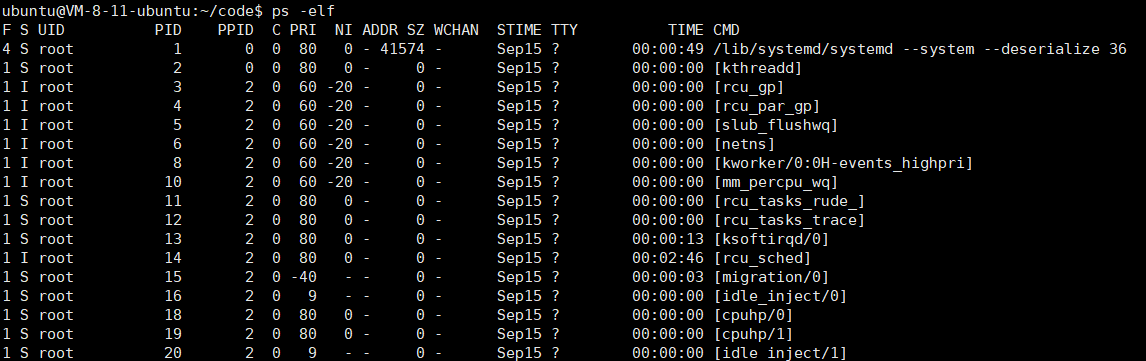 ubuntu@VM-8-11-ubuntu:~/code$ ps -elf
F S UID        PID    PPID  C PRI  NI ADDR SZ WCHAN  STIME TTY          TIME CMD
4 S root         1       0  0  80   0 - 41574 -      Sep15 ?        00:00:49 /lib/systemd/systemd --system --deserialize 36
1 S root         2       0  0  80   0 -     0 -      Sep15 ?        00:00:00 [kthreadd]
1 I root         3       2  0  60 -20 -     0 -      Sep15 ?        00:00:00 [rcu_gp]
1 I root         4       2  0  60 -20 -     0 -      Sep15 ?        00:00:00 [rcu_par_gp]
1 I root         5       2  0  60 -20 -     0 -      Sep15 ?        00:00:00 [slub_flushwq]
1 I root         6       2  0  60 -20 -     0 -      Sep15 ?        00:00:00 [netns]
1 I root         8       2  0  60 -20 -     0 -      Sep15 ?        00:00:00 [kworker/0:0H-events_highpri]
1 I root        10       2  0  60 -20 -     0 -      Sep15 ?        00:00:00 [mm_percpu_wq]
1 S root        11       2  0  80   0 -     0 -      Sep15 ?        00:00:00 [rcu_tasks_rude_]
1 S root        12       2  0  80   0 -     0 -      Sep15 ?        00:00:00 [rcu_tasks_trace]
1 S root        13       2  0  80   0 -     0 -      Sep15 ?        00:00:13 [ksoftirqd/0]
1 I root        14       2  0  80   0 -     0 -      Sep15 ?        00:02:46 [rcu_sched]
1 S root        15       2  0 -40   - -     0 -      Sep15 ?        00:00:03 [migration/0]
1 S root        16       2  0   9   - -     0 -      Sep15 ?        00:00:00 [idle_inject/0]
1 S root        18       2  0  80   0 -     0 -      Sep15 ?        00:00:00 [cpuhp/0]
1 S root        19       2  0  80   0 -     0 -      Sep15 ?        00:00:00 [cpuhp/1]
1 S root        20       2  0   9   - -     0 -      Sep15 ?        00:00:00 [idle_inject/1]